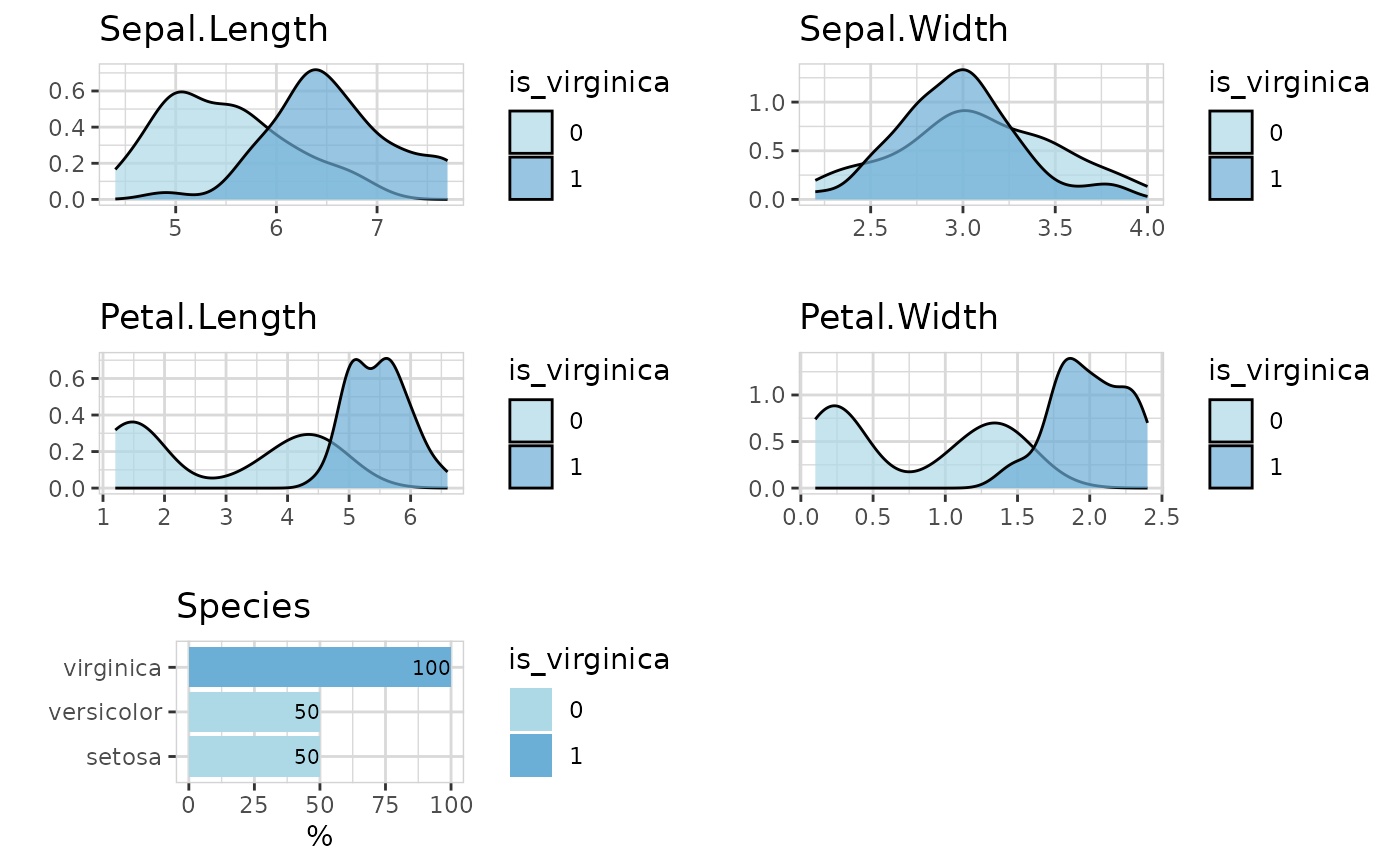 Sepal.Length
0.6
0.4
0.2
0.0
5 6 7
is_virginica
0
1
Sepal.Width
1.0
0.5
0.0
2.5 3.0 3.5 4.0
is_virginica
0
1
Petal.Length
0.6
0.4
0.2
0.0
1 2 3 4 5 6
is_virginica
0
1
Petal.Width
1.0
0.5
0.0
0.0 0.5 1.0 1.5 2.0 2.5
is_virginica
0
1
Species
virginica 100
versicolor 50
setosa 50
0 25 50 75 100
%
is_virginica
0
1